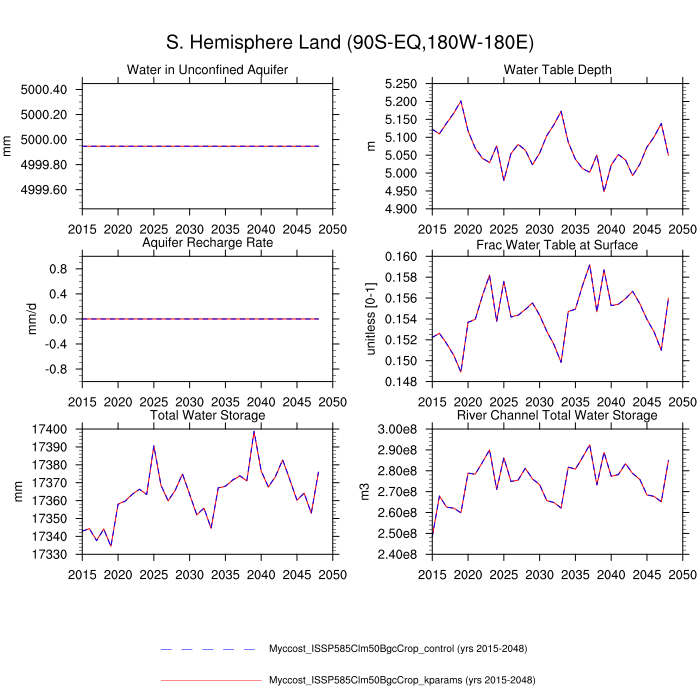 S. Hemisphere Land (90S-EQ,180W-180E)
Water in Unconfined Aquifer
Water Table Depth
mm
5000.40
5000.20
5000.00
4999.80
4999.60
2015 2020 2025 2030 2035 2040 2045 2050
m
5.250
5.200
5.150
5.100
5.050
5.000
4.950
4.900
2015 2020 2025 2030 2035 2040 2045 2050
Aquifer Recharge Rate
Frac Water Table at Surface
mm/d
0.8
0.4
0.0
-0.4
-0.8
2015 2020 2025 2030 2035 2040 2045 2050
unitless [0-1]
0.160
0.158
0.156
0.154
0.152
0.150
0.148
2015 2020 2025 2030 2035 2040 2045 2050
Total Water Storage
River Channel Total Water Storage
mm
17400
17390
17380
17370
17360
17350
17340
17330
2015 2020 2025 2030 2035 2040 2045 2050
m3
3.00e8
2.90e8
2.80e8
2.70e8
2.60e8
2.50e8
2.40e8
2015 2020 2025 2030 2035 2040 2045 2050
Myccost_ISSP585Clm50BgcCrop_control (yrs 2015-2048)
Myccost_ISSP585Clm50BgcCrop_kparams (yrs 2015-2048)